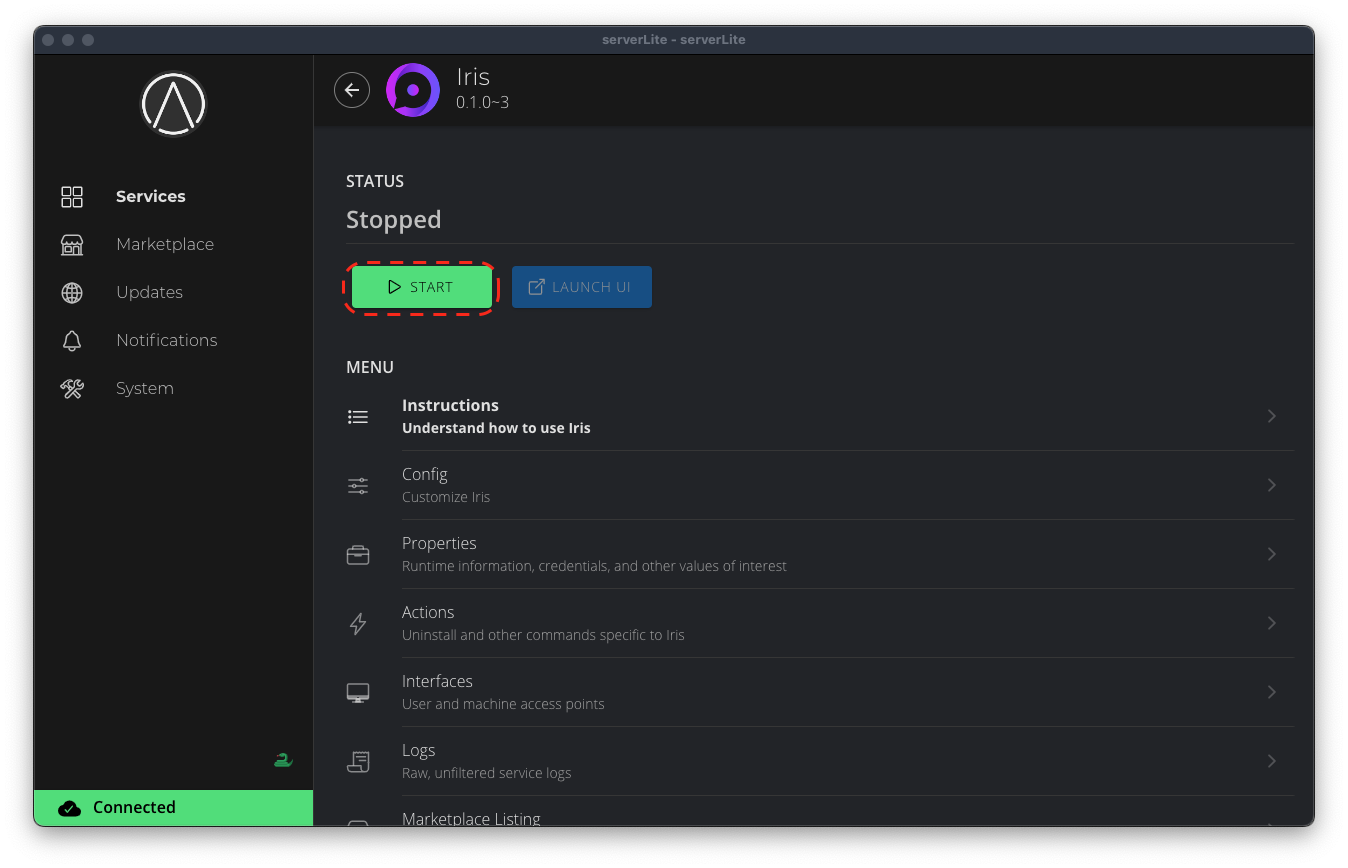 serverLite - serverLite
Iris
0.1.0~3
Services
Marketplace
Updates
Notifications
System
Connected
STATUS
Stopped
START
LAUNCH UI
MENU
Instructions
Understand how to use Iris
Config
Customize Iris
Properties
Runtime information, credentials, and other values of interest
Actions
Uninstall and other commands specific to Iris
Interfaces
User and machine access points
Logs
Raw, unfiltered service logs
Marketplace Listing